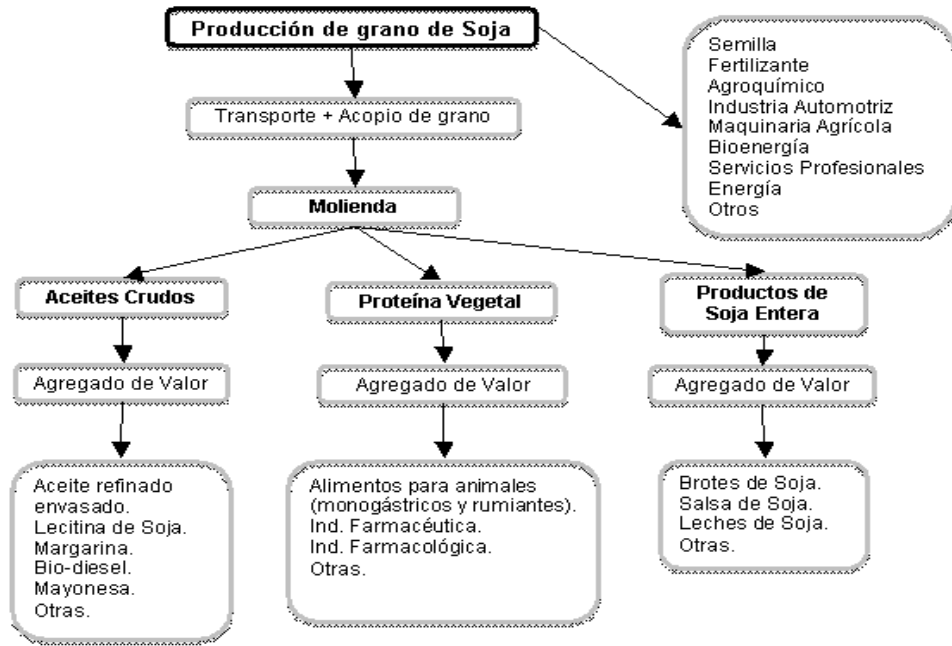 Producción de grano de Soja
Semilla
Fertilizante
Agroquímico
Industria Automotriz
Maquinaria Agrícola
Bioenergía
Servicios Profesionales
Energía
Otros
Transporte + Acopio de grano
Molienda
Aceites Crudos
Proteína Vegetal
Productos de
Soja Entera
Agregado de Valor
Agregado de Valor
Agregado de Valor
Aceite refinado
envasado.
Lecitina de Soja.
Margarina.
Bio-diesel.
Mayonesa.
Otras.
Alimentos para animales
(monogástricos y rumiantes).
Ind. Farmacéutica.
Ind. Farmacológica.
Otras.
Brotes de Soja.
Salsa de Soja.
Leches de Soja.
Otras.